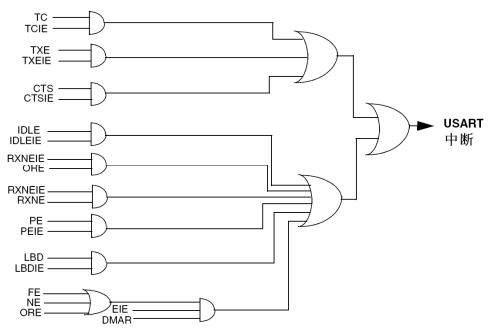 TC
TCIE
TXE
TXEIE
CTS
CTSIE
IDLE
IDLEIE
RXNEIE
ORE
RXNEIE
RXNE
PE
PEIE
LBD
LBDIE
FE
NE
ORE
EIE
DMAR
USART
中断